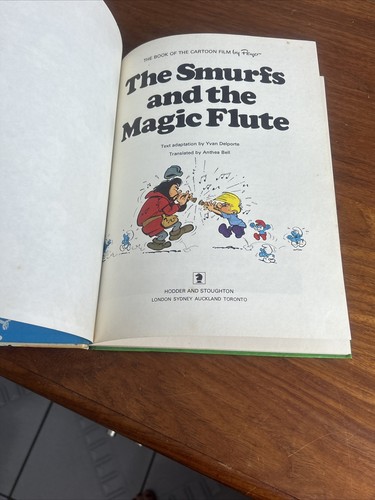 THE BOOK OF THE CARTOON FILM by Peyo
The Smurfs
and the
Magic Flute
Text adaptation by Yvan Delporte
Translated by Anthea Bell
HODDER AND STOUGHTON
LONDON SYDNEY AUCKLAND TORONTO